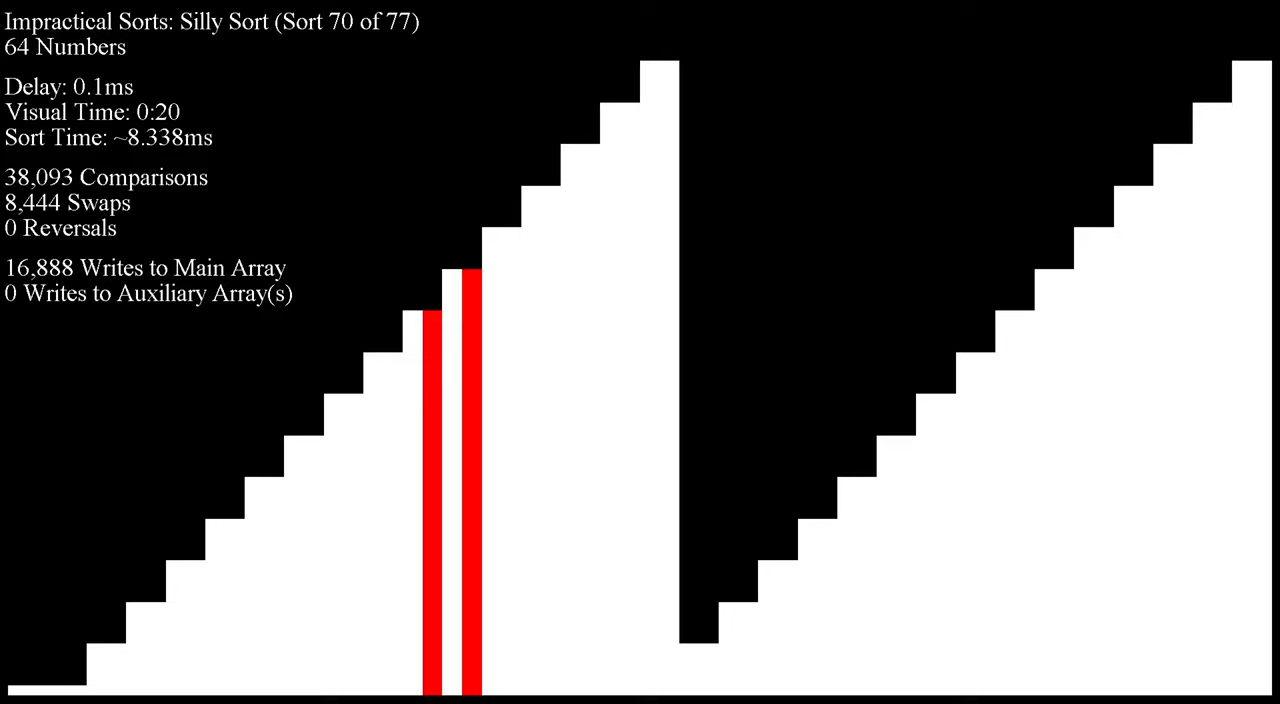 Impractical Sorts: Silly Sort (Sort 70 of 77)
64 Numbers
Delay: 0.1ms
Visual Time: 0:20
Sort Time: ~8.338ms
38,093 Comparisons
8,444 Swaps
0 Reversals
16,888 Writes to Main Array
0 Writes to Auxiliary Array(s)